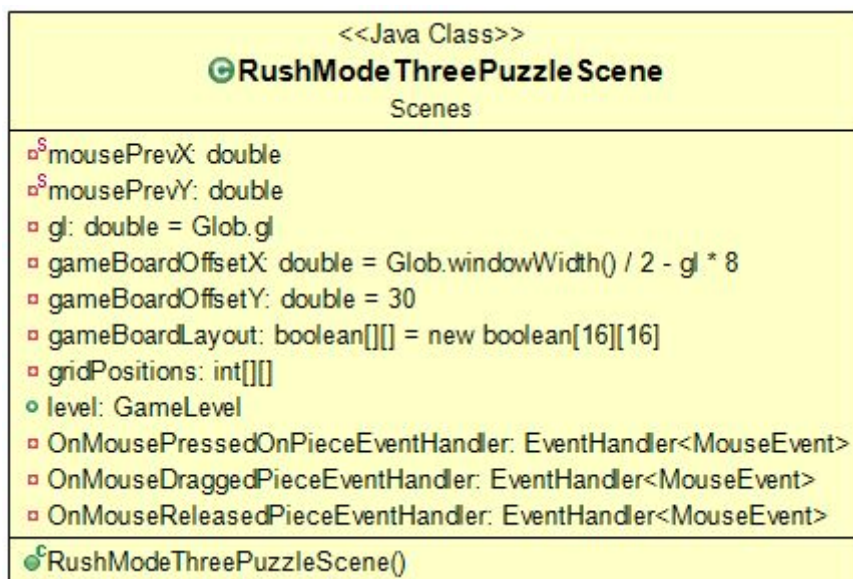 <<Java Class>>
RushModeThreePuzzleScene
Scenes
mousePrevX: double
mousePrevY: double
gl: double = Glob.gl
gameBoardOffsetX: double = Glob.windowWidth() / 2 - gl * 8
gameBoardOffsetY: double = 30
gameBoardLayout: boolean[][] = new boolean[16][16]
gridPositions: int[][]
level: GameLevel
OnMousePressedOnPieceEventHandler: EventHandler<MouseEvent>
OnMouseDraggedPieceEventHandler: EventHandler<MouseEvent>
OnMouseReleasedPieceEventHandler: EventHandler<MouseEvent>
RushModeThreePuzzleScene()